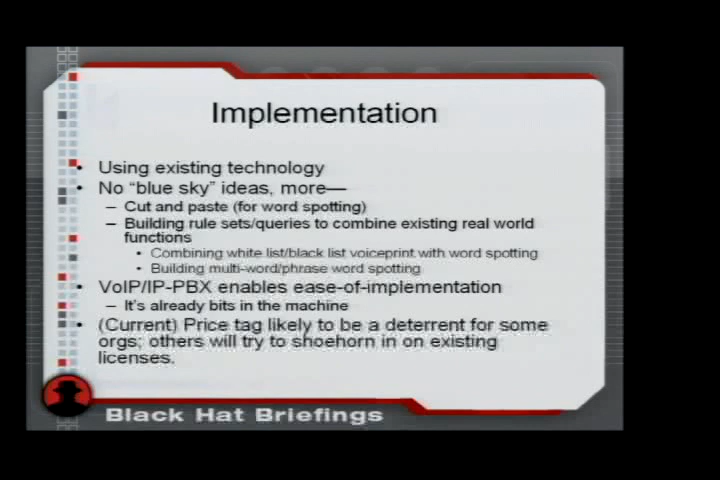 Implementation
• Using existing technology
• No "blue sky" ideas, more—
– Cut and paste (for word spotting)
– Building rule sets/queries to combine existing real world
functions
• Combining white list/black list voiceprint with word spotting
• Building multi-word/phrase word spotting
• VoIP/IP-PBX enables ease-of-implementation
– It's already bits in the machine
• (Current) Price tag likely to be a deterrent for some
orgs; others will try to shoehorn in on existing
licenses.
Black Hat Briefings